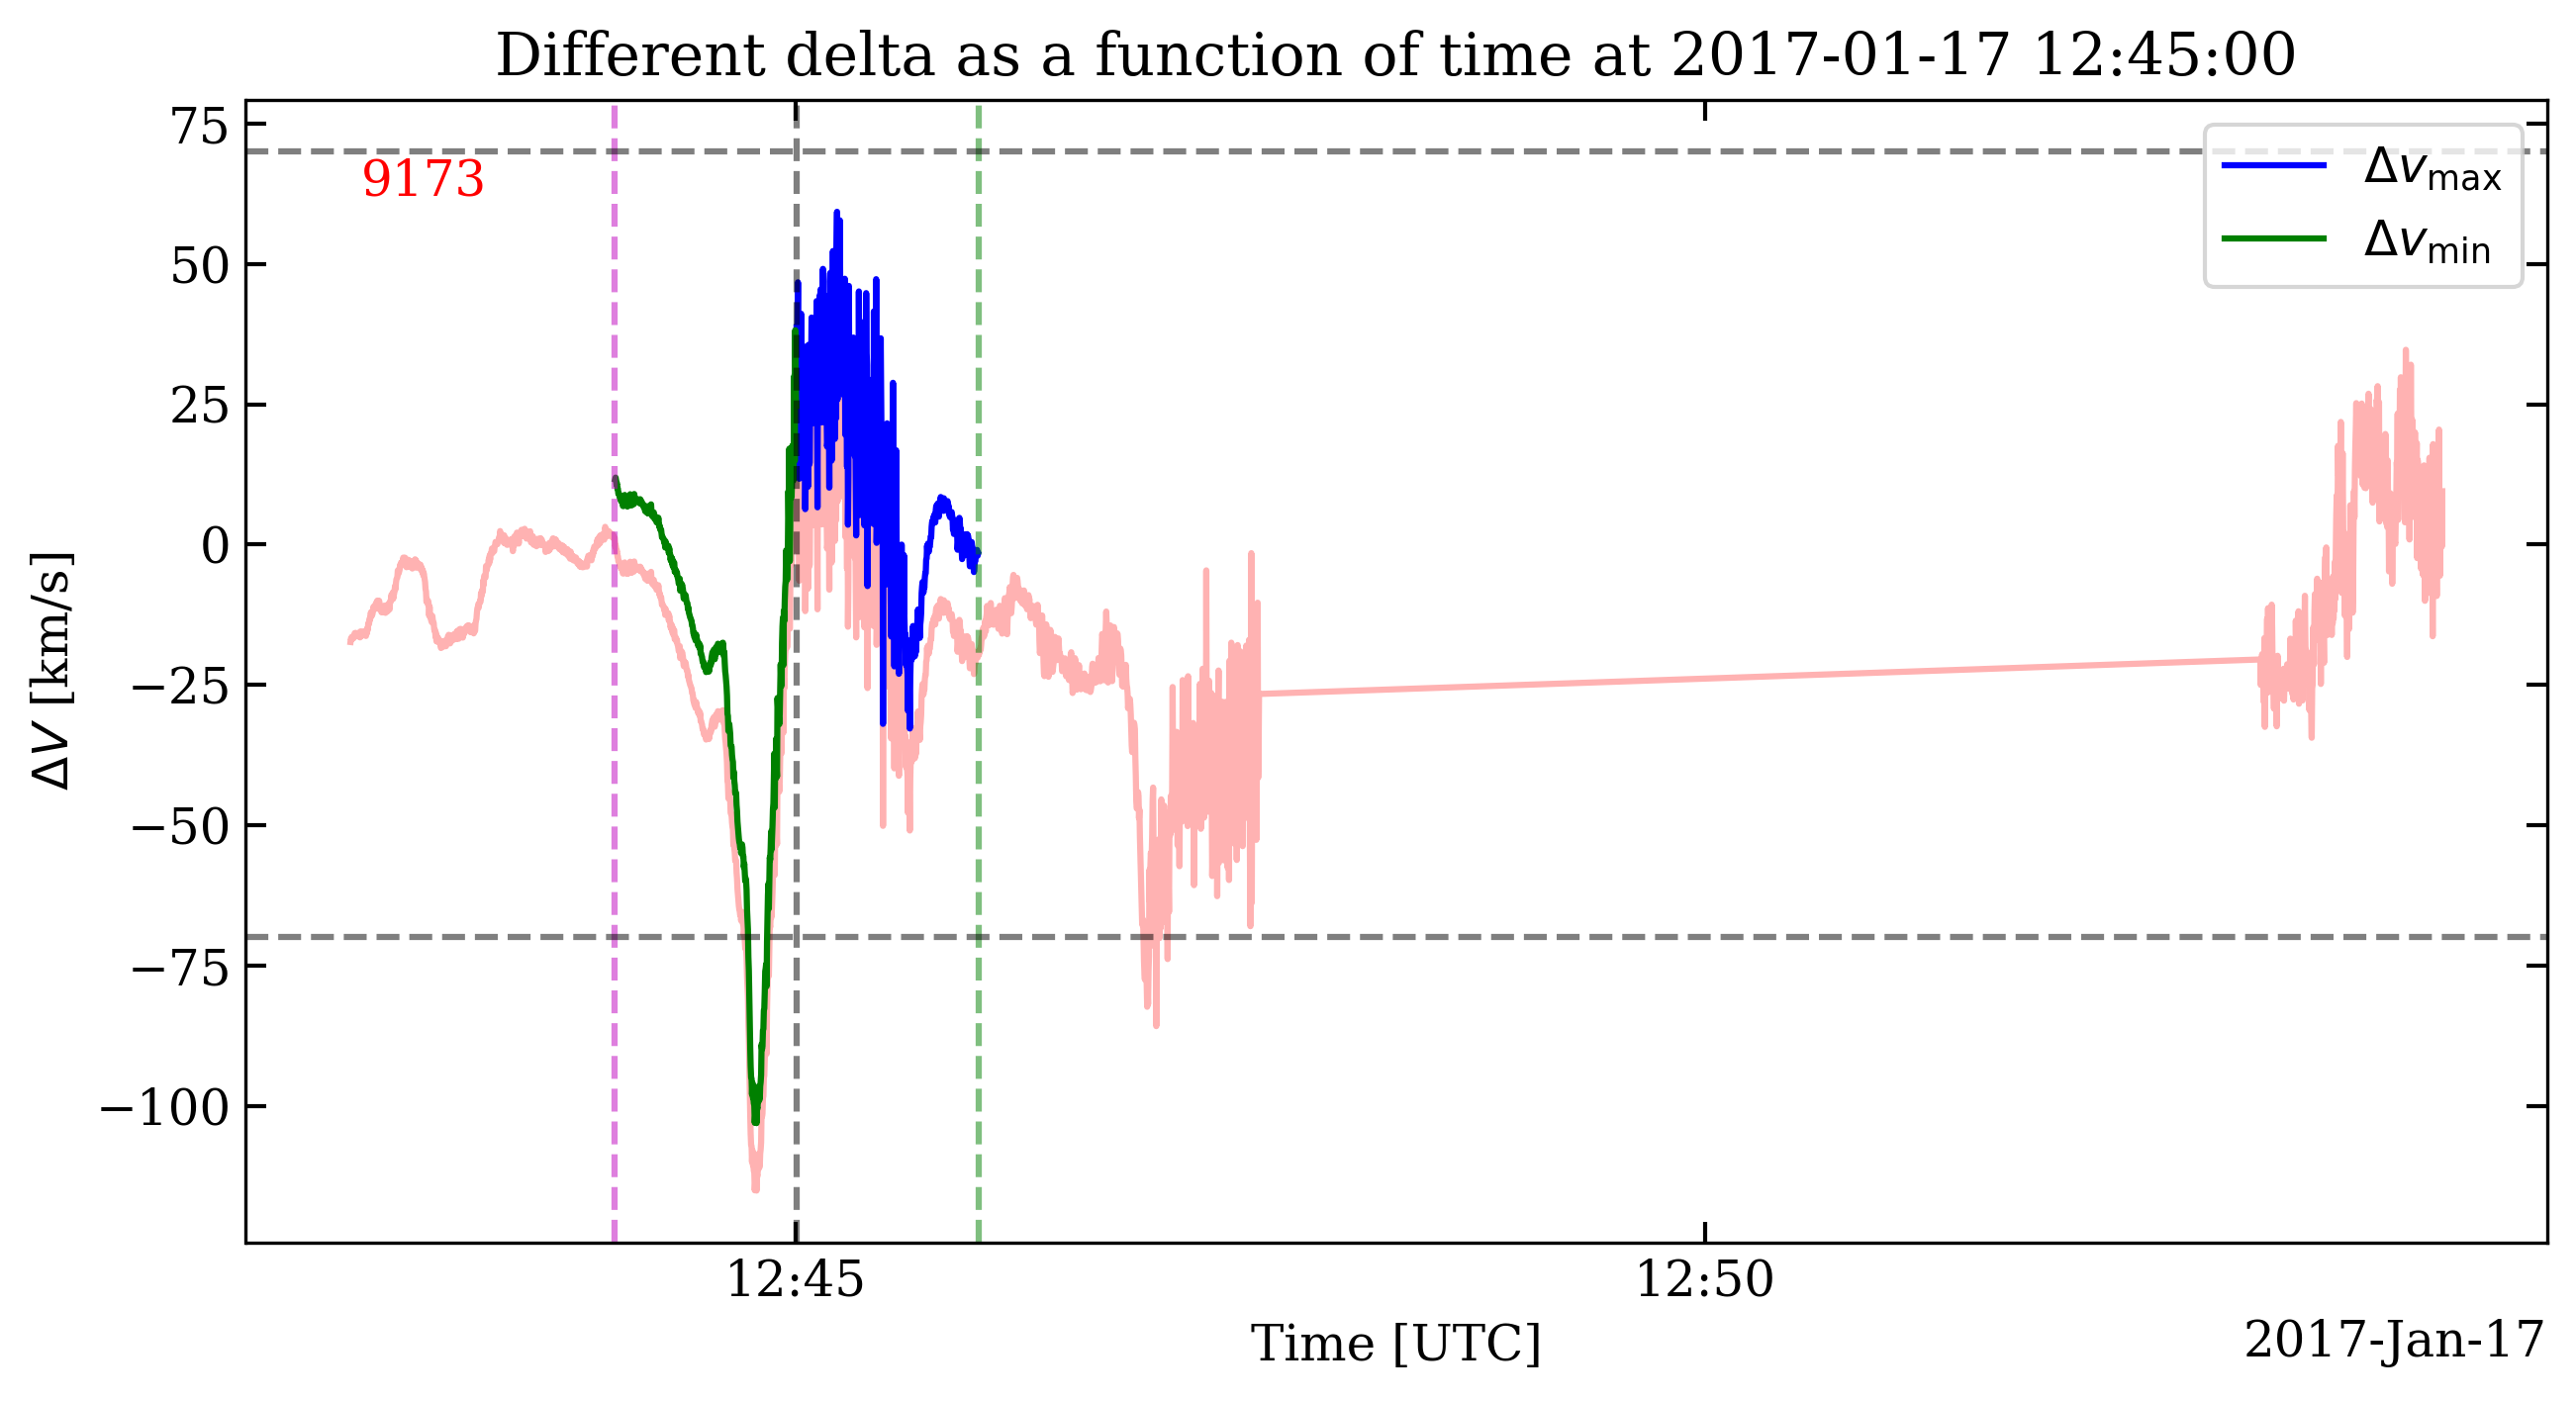 Different delta as a function of time at 2017-01-17 12:45:00
75
50
25
0
−25
−50
−75
−100
ΔV [km/s]
9173
Δv_max
Δv_min
12:45
12:50
Time [UTC]
2017-Jan-17